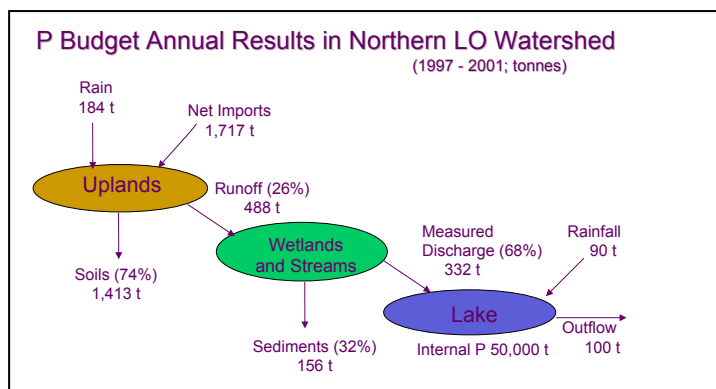 P Budget Annual Results in Northern LO Watershed
(1997 - 2001; tonnes)
Rain
184 t
Net Imports
1,717 t
Uplands
Runoff (26%)
488 t
Soils (74%)
1,413 t
Wetlands
and Streams
Measured
Discharge (68%)
332 t
Rainfall
90 t
Sediments (32%)
156 t
Lake
Internal P 50,000 t
Outflow
100 t